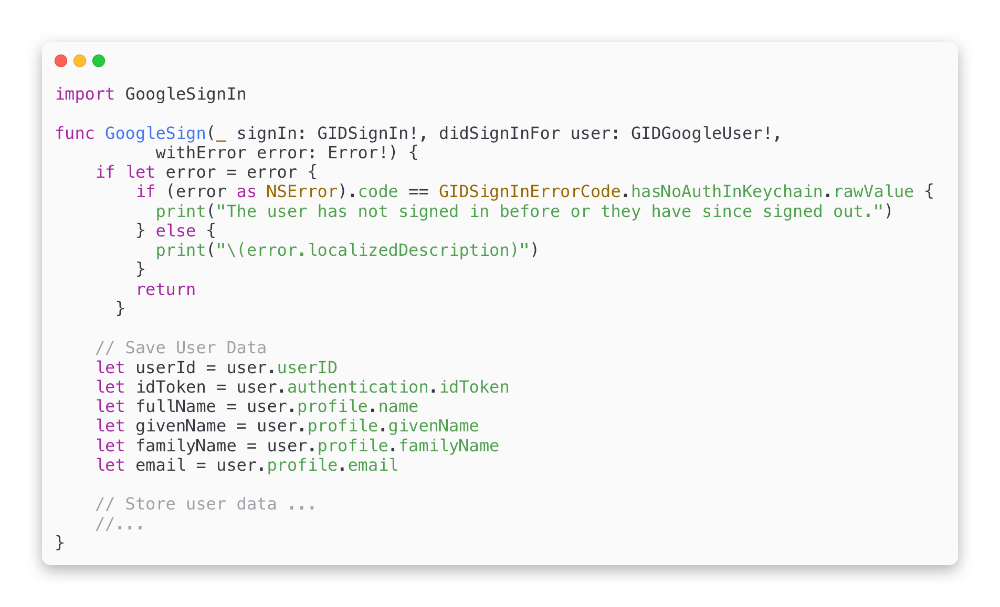 import GoogleSignIn

func GoogleSign(_ signIn: GIDSignIn!, didSignInFor user: GIDGoogleUser!,
          withError error: Error!) {
    if let error = error {
        if (error as NSError).code == GIDSignInErrorCode.hasNoAuthInKeychain.rawValue {
          print("The user has not signed in before or they have since signed out.")
        } else {
          print("\(error.localizedDescription)")
        }
        return
      }

    // Save User Data
    let userId = user.userID
    let idToken = user.authentication.idToken
    let fullName = user.profile.name
    let givenName = user.profile.givenName
    let familyName = user.profile.familyName
    let email = user.profile.email

    // Store user data ...
    //...
}